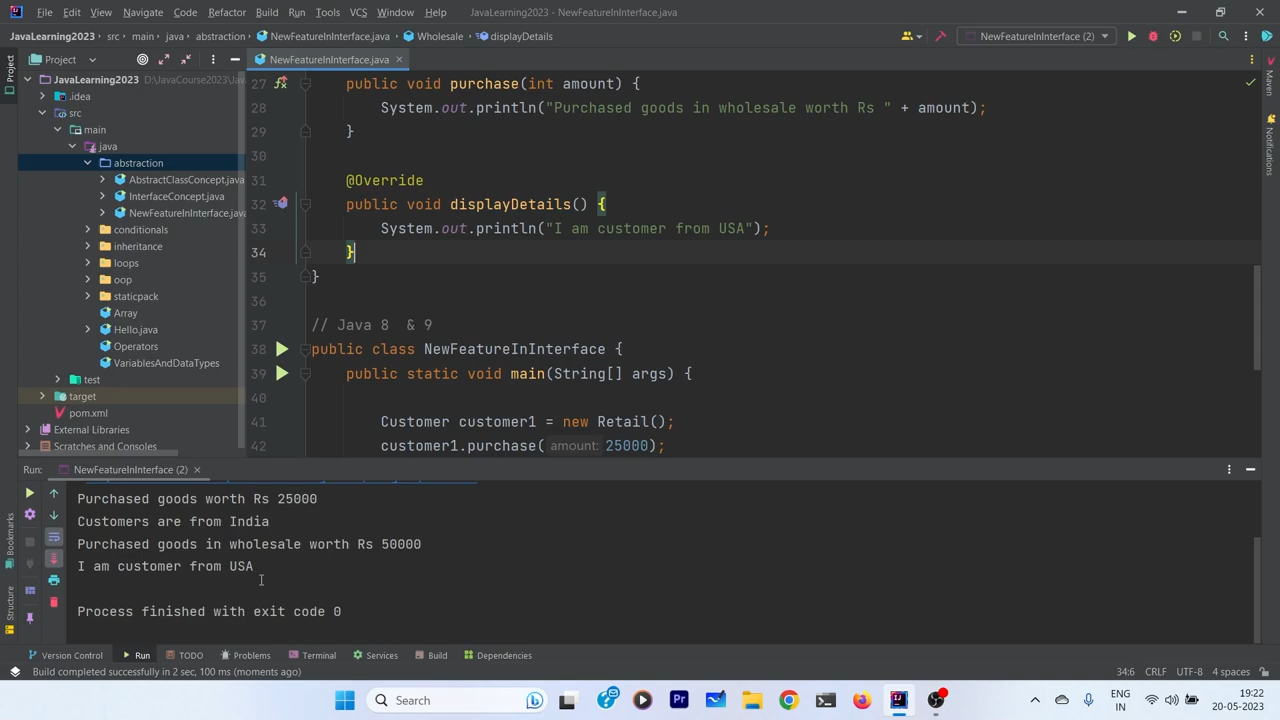 File Edit View Navigate Code Refactor Build Run Tools VCS Window Help JavaLearning2023 - NewFeatureInInterface.java
JavaLearning2023 src main java abstraction NewFeatureInInterface.java Wholesale displayDetails NewFeatureInInterface (2)
Project NewFeatureInInterface.java
Project
JavaLearning2023 D:\JavaCourse2023\Jav
.idea
src
main
java
abstraction
AbstractClassConcept.java
InterfaceConcept.java
NewFeatureInInterface.java
conditionals
inheritance
loops
oop
staticpack
Array
Hello.java
Operators
VariablesAndDataTypes
test
target
pom.xml
External Libraries
Scratches and Consoles
27 public void purchase(int amount) {
28 System.out.println("Purchased goods in wholesale worth Rs " + amount);
29 }
30
31 @Override
32 public void displayDetails() {
33 System.out.println("I am customer from USA");
34 }
35 }
36
37 // Java 8  & 9
38 public class NewFeatureInInterface {
39 public static void main(String[] args) {
40
41 Customer customer1 = new Retail();
42 customer1.purchase( amount: 25000);
Maven
Notifications
Run: NewFeatureInInterface (2)
Purchased goods worth Rs 25000
Customers are from India
Purchased goods in wholesale worth Rs 50000
I am customer from USA
Process finished with exit code 0
Bookmarks
Structure
Version Control Run TODO Problems Terminal Services Build Dependencies
Build completed successfully in 2 sec, 100 ms (moments ago) 34:6 CRLF UTF-8 4 spaces
Search ENG IN 19:22 20-05-2023